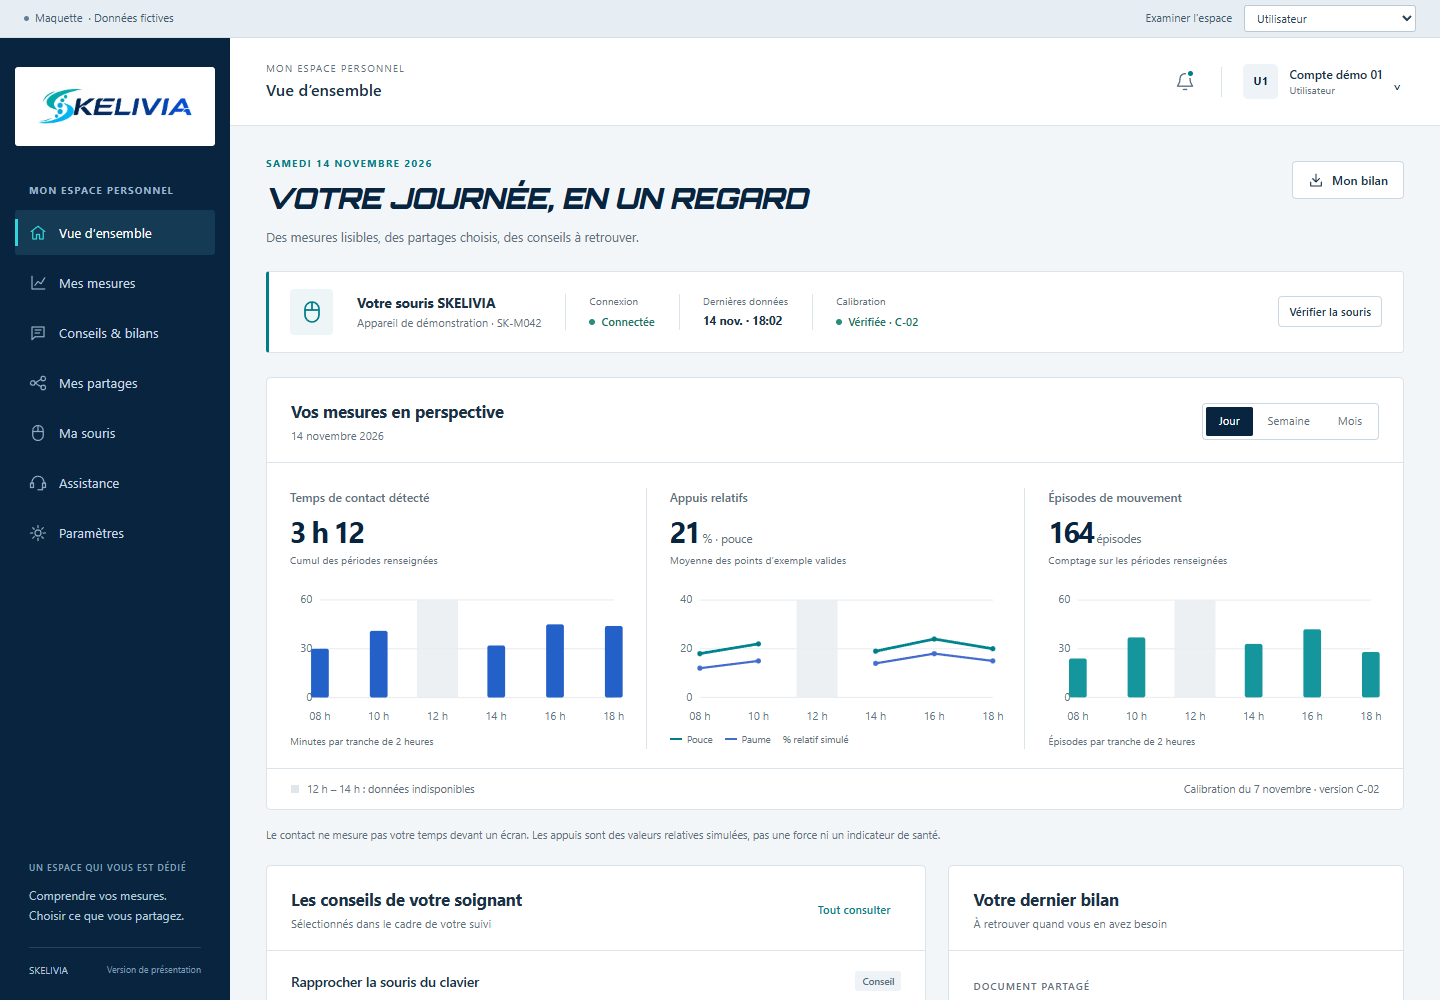 Maquette · Données fictives
Examiner l'espace
Utilisateur
SKELIVIA
MON ESPACE PERSONNEL
Vue d'ensemble
Mes mesures
Conseils & bilans
Mes partages
Ma souris
Assistance
Paramètres
UN ESPACE QUI VOUS EST DÉDIÉ
Comprendre vos mesures.
Choisir ce que vous partagez.
SKELIVIA
Version de présentation
MON ESPACE PERSONNEL
Vue d'ensemble
U1
Compte démo 01
Utilisateur
SAMEDI 14 NOVEMBRE 2026
VOTRE JOURNÉE, EN UN REGARD
Des mesures lisibles, des partages choisis, des conseils à retrouver.
Mon bilan
Votre souris SKELIVIA
Appareil de démonstration · SK-M042
Connexion
Connectée
Dernières données
14 nov. · 18:02
Calibration
Vérifiée · C-02
Vérifier la souris
Vos mesures en perspective
14 novembre 2026
Jour
Semaine
Mois
Temps de contact détecté
3 h 12
Cumul des périodes renseignées
60
30
0
08 h 10 h 12 h 14 h 16 h 18 h
Minutes par tranche de 2 heures
Appuis relatifs
21 % · pouce
Moyenne des points d'exemple valides
40
20
0
08 h 10 h 12 h 14 h 16 h 18 h
Pouce Paume % relatif simulé
Épisodes de mouvement
164 épisodes
Comptage sur les périodes renseignées
60
30
0
08 h 10 h 12 h 14 h 16 h 18 h
Épisodes par tranche de 2 heures
12 h – 14 h : données indisponibles
Calibration du 7 novembre · version C-02
Le contact ne mesure pas votre temps devant un écran. Les appuis sont des valeurs relatives simulées, pas une force ni un indicateur de santé.
Les conseils de votre soignant
Sélectionnés dans le cadre de votre suivi
Tout consulter
Rapprocher la souris du clavier
Conseil
Votre dernier bilan
À retrouver quand vous en avez besoin
DOCUMENT PARTAGÉ